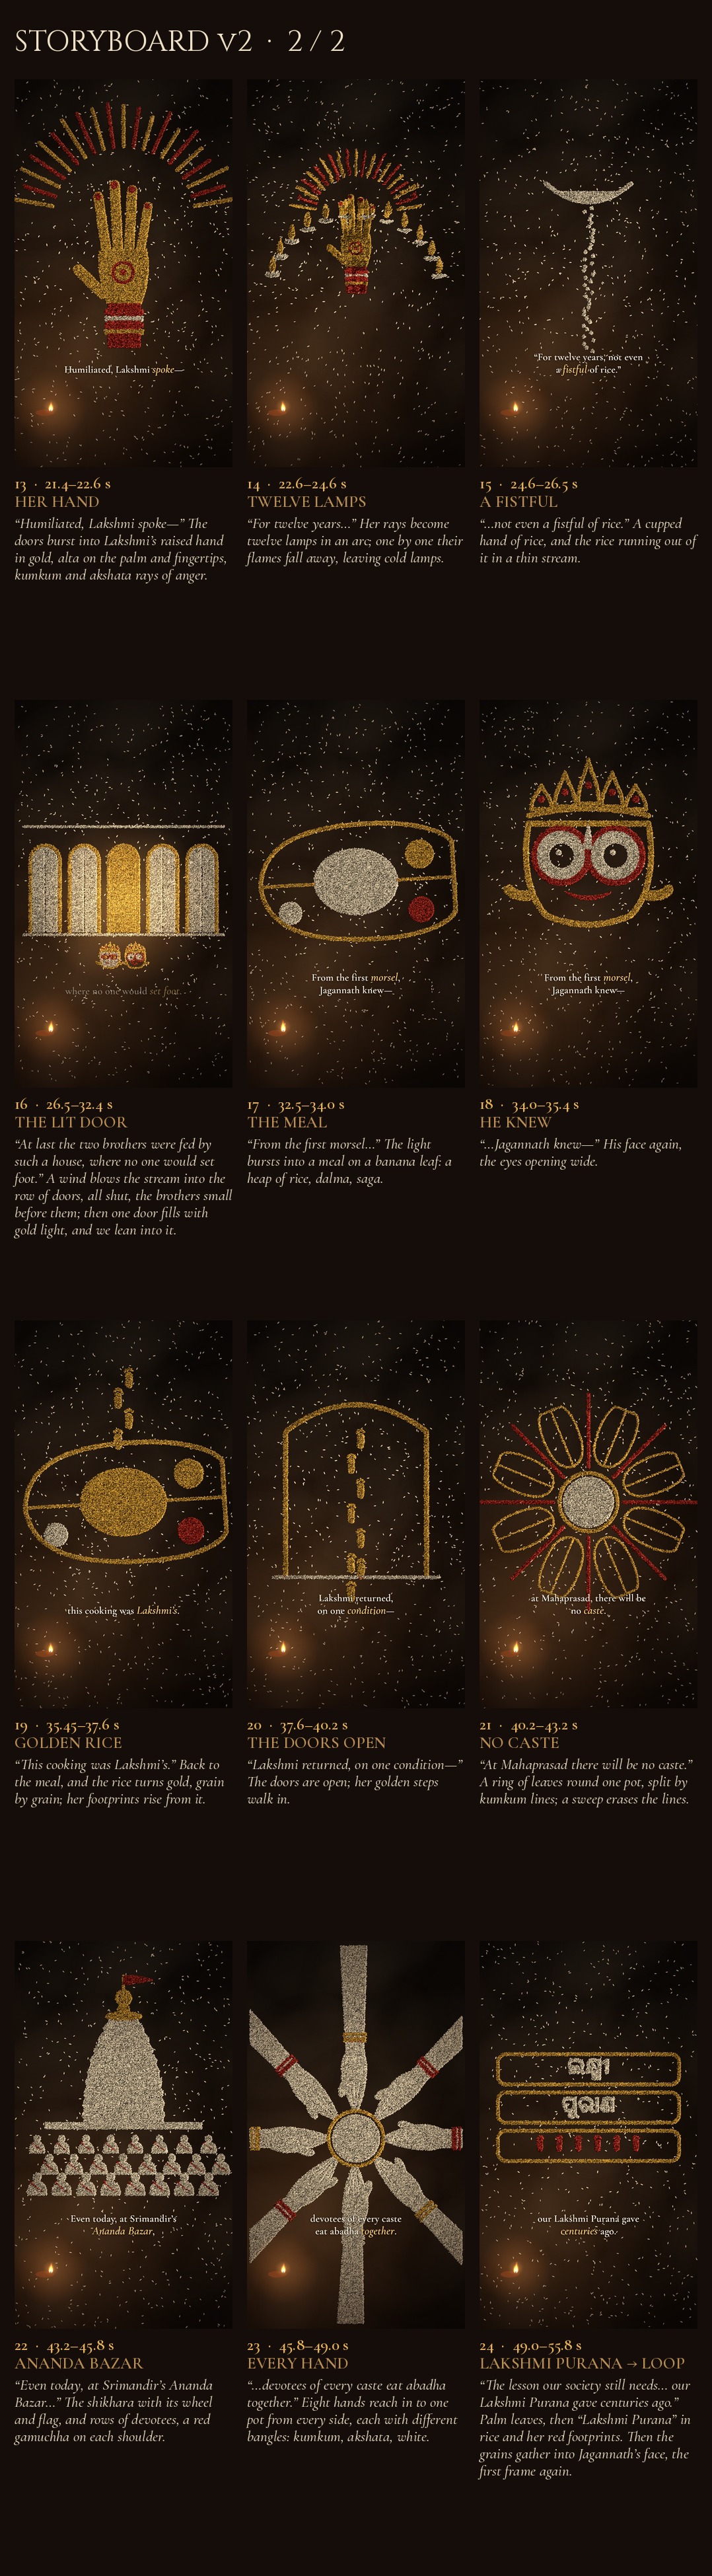 STORYBOARD v2 · 2 / 2
Humiliated, Lakshmi spoke—
13 · 21.4–22.6 s
HER HAND
“Humiliated, Lakshmi spoke—” The
doors burst into Lakshmi’s raised hand
in gold, alta on the palm and fingertips,
kumkum and akshata rays of anger.
14 · 22.6–24.6 s
TWELVE LAMPS
“For twelve years…” Her rays become
twelve lamps in an arc; one by one their
flames fall away, leaving cold lamps.
“For twelve years, not even
a fistful of rice.”
15 · 24.6–26.5 s
A FISTFUL
“…not even a fistful of rice.” A cupped
hand of rice, and the rice running out of
it in a thin stream.
where no one would set foot.
16 · 26.5–32.4 s
THE LIT DOOR
“At last the two brothers were fed by
such a house, where no one would set
foot.” A wind blows the stream into the
row of doors, all shut, the brothers small
before them; then one door fills with
gold light, and we lean into it.
From the first morsel,
Jagannath knew—
17 · 32.5–34.0 s
THE MEAL
“From the first morsel…” The light
bursts into a meal on a banana leaf: a
heap of rice, dalma, saga.
From the first morsel,
Jagannath knew—
18 · 34.0–35.4 s
HE KNEW
“…Jagannath knew—” His face again,
the eyes opening wide.
this cooking was Lakshmi’s.
19 · 35.45–37.6 s
GOLDEN RICE
“This cooking was Lakshmi’s.” Back to
the meal, and the rice turns gold, grain
by grain; her footprints rise from it.
Lakshmi returned,
on one condition—
20 · 37.6–40.2 s
THE DOORS OPEN
“Lakshmi returned, on one condition—”
The doors are open; her golden steps
walk in.
at Mahaprasad, there will be
no caste.
21 · 40.2–43.2 s
NO CASTE
“At Mahaprasad there will be no caste.”
A ring of leaves round one pot, split by
kumkum lines; a sweep erases the lines.
Even today, at Srimandir’s
Ananda Bazar,
22 · 43.2–45.8 s
ANANDA BAZAR
“Even today, at Srimandir’s Ananda
Bazar…” The shikhara with its wheel
and flag, and rows of devotees, a red
gamuchha on each shoulder.
devotees of every caste
eat abadha together.
23 · 45.8–49.0 s
EVERY HAND
“…devotees of every caste eat abadha
together.” Eight hands reach in to one
pot from every side, each with different
bangles: kumkum, akshata, white.
ଲକ୍ଷ୍ମୀ
ପୁରାଣ
our Lakshmi Purana gave
centuries ago.
24 · 49.0–55.8 s
LAKSHMI PURANA → LOOP
“The lesson our society still needs… our
Lakshmi Purana gave centuries ago.”
Palm leaves, then “Lakshmi Purana” in
rice and her red footprints. Then the
grains gather into Jagannath’s face, the
first frame again.